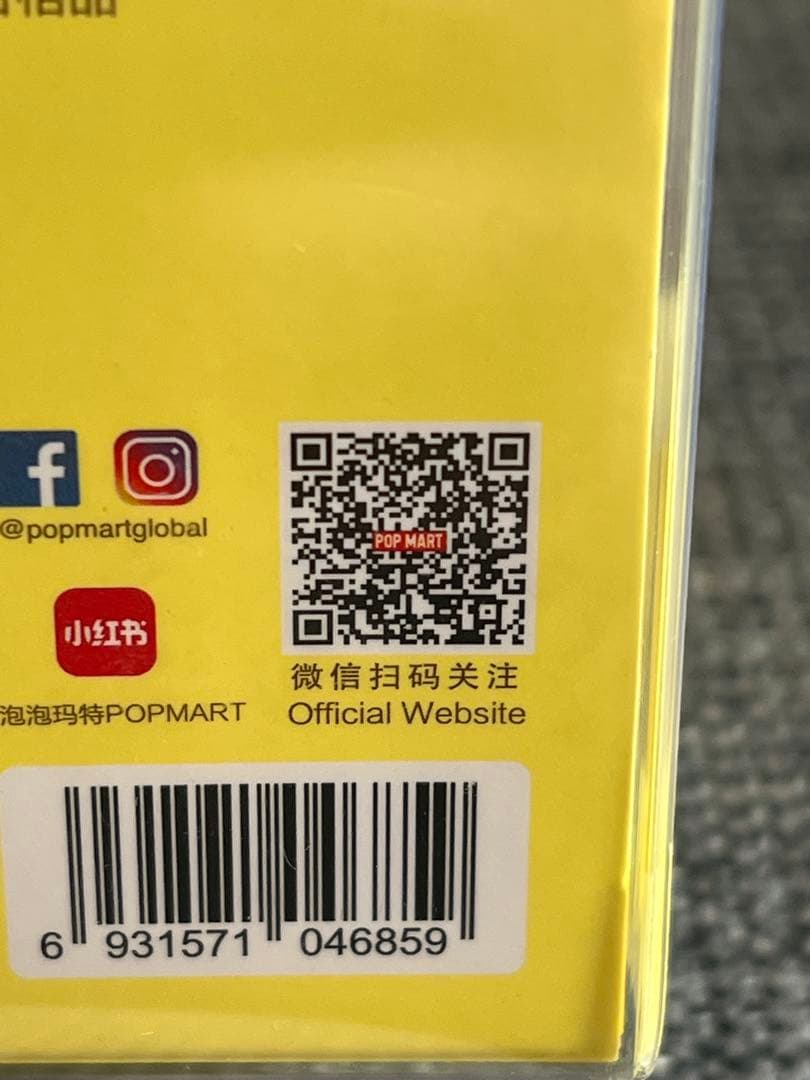 @popmartglobal
POP MART
小红书
微信扫码关注
泡泡玛特POPMART
Official Website
6 931571 046859